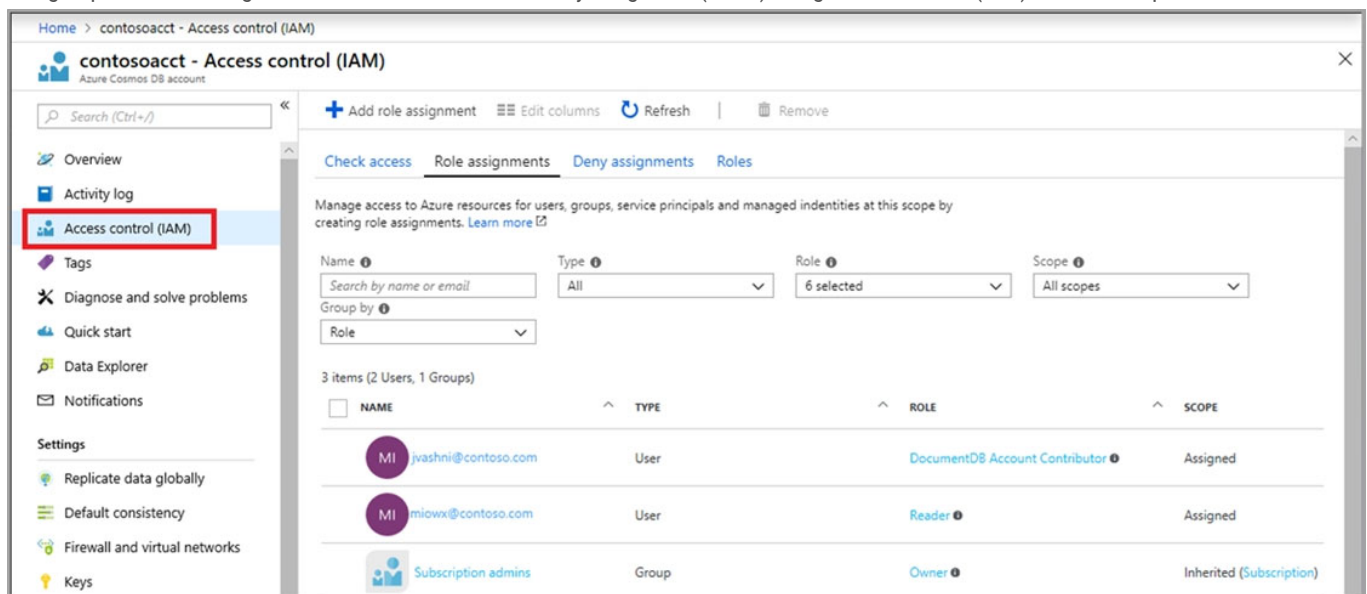 Home > contosoacct - Access control (IAM)
contosoacct - Access control (IAM)
Azure Cosmos DB account
Search (Ctrl+/)
«
Add role assignment Edit columns Refresh | Remove
Overview
Activity log
Access control (IAM)
Tags
Diagnose and solve problems
Quick start
Data Explorer
Notifications
Settings
Replicate data globally
Default consistency
Firewall and virtual networks
Keys
Check access Role assignments Deny assignments Roles
Manage access to Azure resources for users, groups, service principals and managed indentities at this scope by
creating role assignments. Learn more
Name Type Role Scope
Search by name or email All 6 selected All scopes
Group by
Role
3 items (2 Users, 1 Groups)
NAME TYPE ROLE SCOPE
MI jvashni@contoso.com User DocumentDB Account Contributor Assigned
MI miowx@contoso.com User Reader Assigned
Subscription admins Group Owner Inherited (Subscription)